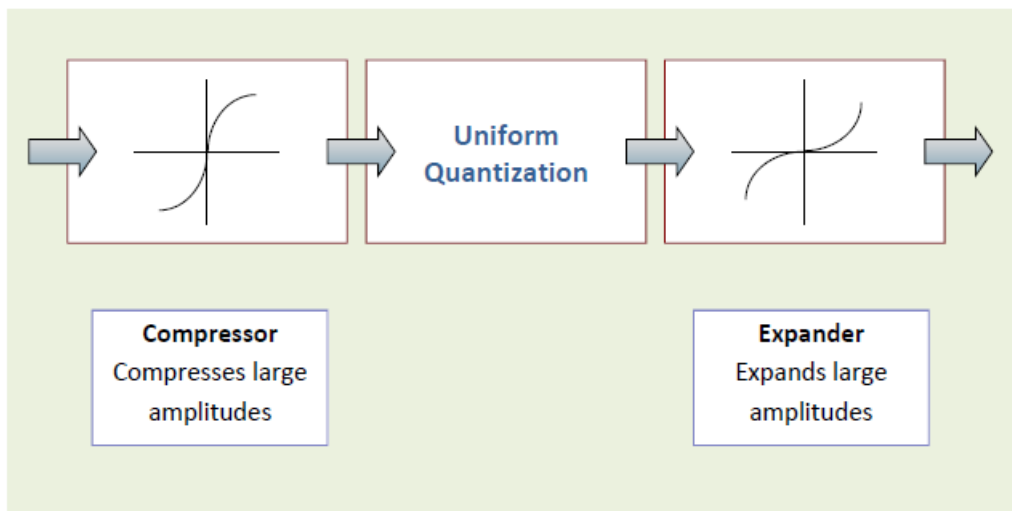 Uniform
Quantization
Compressor
Compresses large
amplitudes
Expander
Expands large
amplitudes